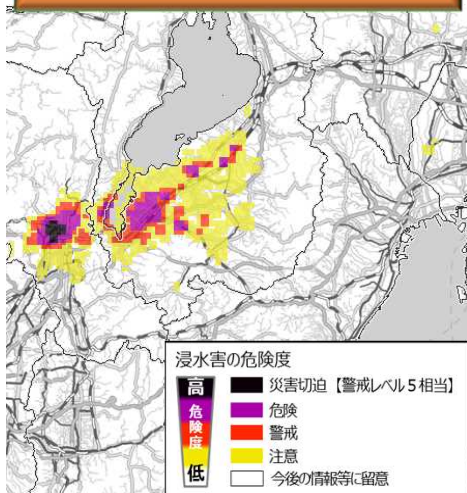 浸水害の危険度
高
危険度
低
災害切迫【警戒レベル5相当】
危険
警戒
注意
今後の情報等に留意